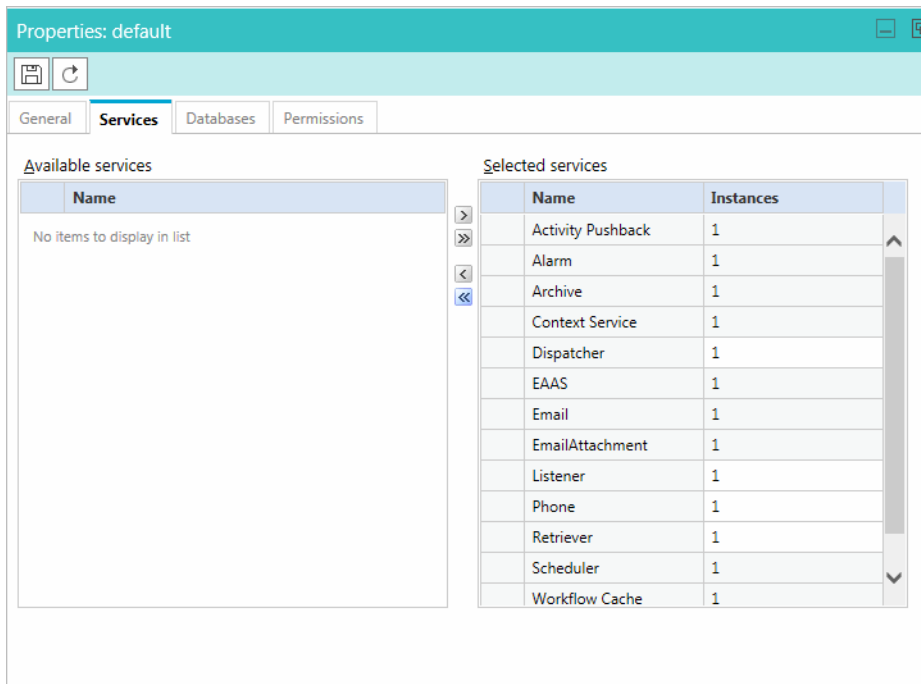 Properties: default
General Services Databases Permissions
Available services
Name
No items to display in list
Selected services
Name Instances
Activity Pushback 1
Alarm 1
Archive 1
Context Service 1
Dispatcher 1
EAAS 1
Email 1
EmailAttachment 1
Listener 1
Phone 1
Retriever 1
Scheduler 1
Workflow Cache 1